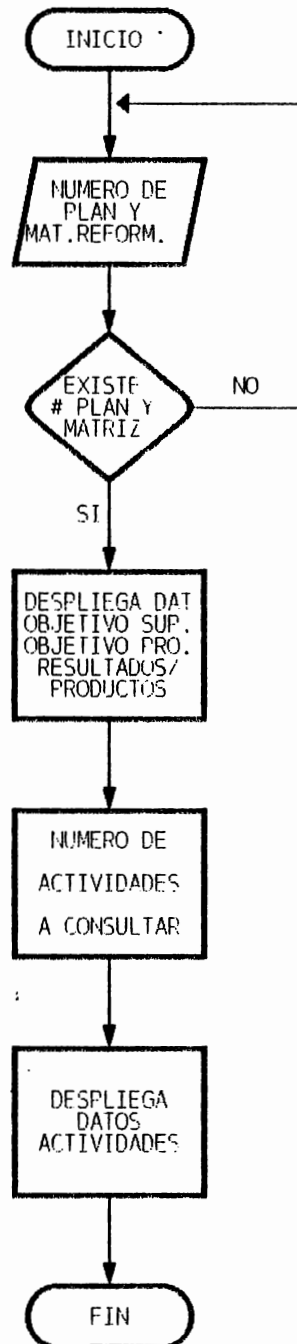 INICIO
NUMERO DE
PLAN Y
MAT.REFORM.
EXISTE
# PLAN Y
MATRIZ
NO
SI
DESPLIEGA DAT
OBJETIVO SUP.
OBJETIVO PRO.
RESULTADOS/
PRODUCTOS
NUMERO DE
ACTIVIDADES
A CONSULTAR
DESPLIEGA
DATOS
ACTIVIDADES
FIN